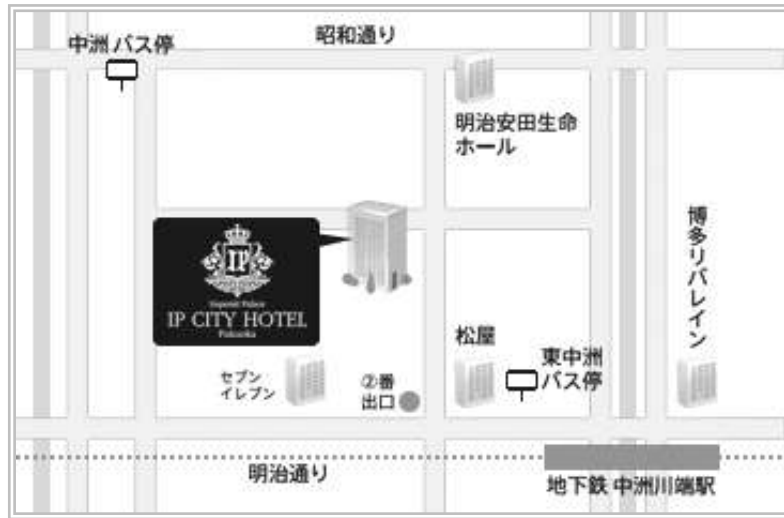 昭和通り
中洲 バス停
明治安田生命
ホール
博多リバレイン
IP
Imperial Palace
IP CITY HOTEL
Fukuoka
松屋
東中洲
バス停
セブン
イレブン
②番
出口
明治通り
地下鉄 中洲川端駅